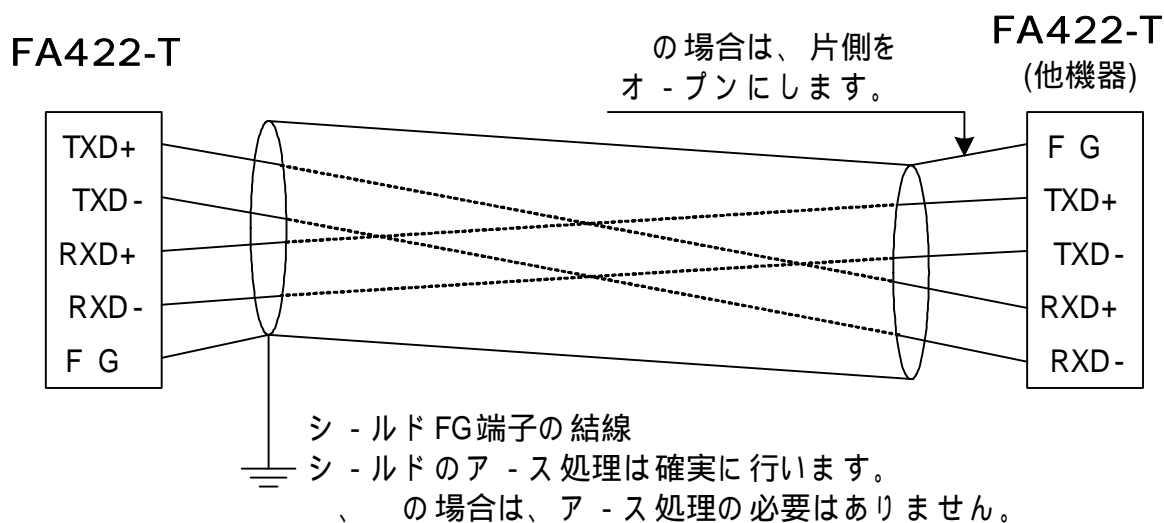 FA422-T
FA422-T
(他機器)
の場合は、片側を
オ-プンにします。
TXD+
TXD-
RXD+
RXD-
FG
FG
TXD+
TXD-
RXD+
RXD-
シ-ルドFG端子の結線
シ-ルドのア-ス処理は確実に行います。
、 の場合は、ア-ス処理の必要はありません。